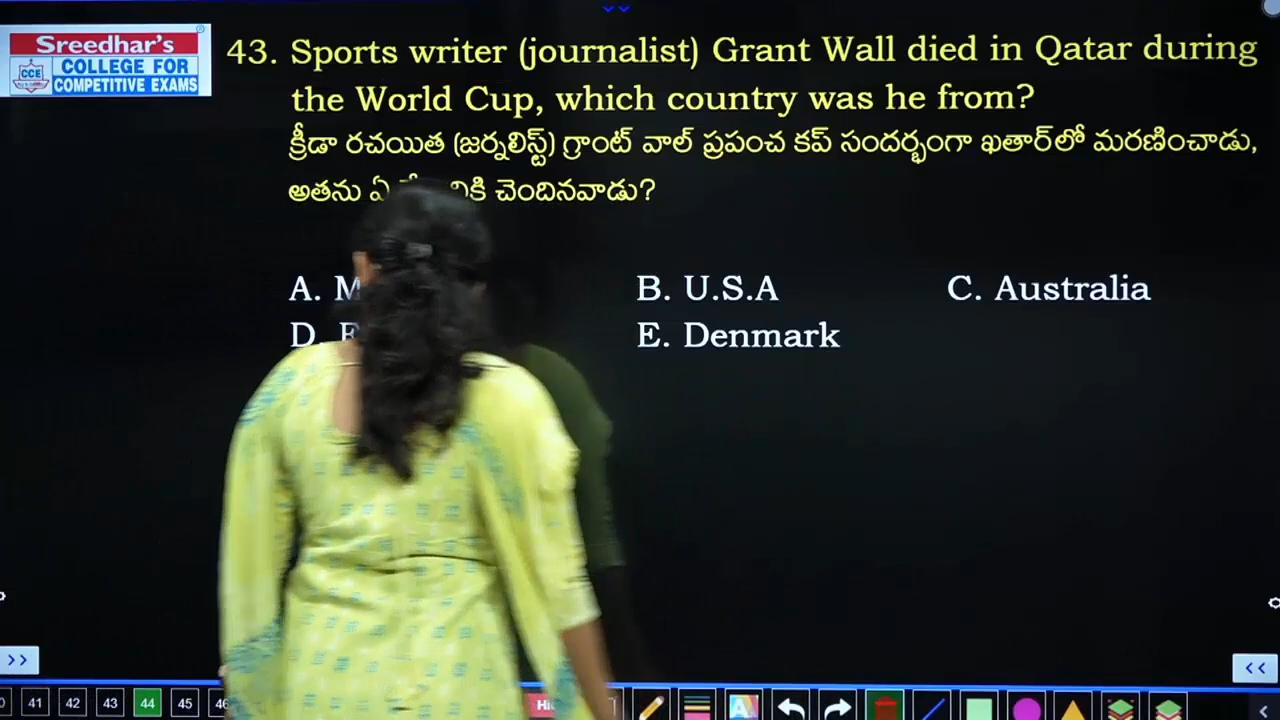 Sreedhar's
CCE
COLLEGE FOR
COMPETITIVE EXAMS
43. Sports writer (journalist) Grant Wall died in Qatar during
the World Cup, which country was he from?
క్రీడా రచయిత (జర్నలిస్ట్) గ్రాంట్ వాల్ ప్రపంచ కప్ సందర్భంగా ఖతార్‌లో మరణించాడు,
అతను ఏ చెందినవాడు?
A. B. U.S.A C. Australia
D. E. Denmark
41 42 43 44 45